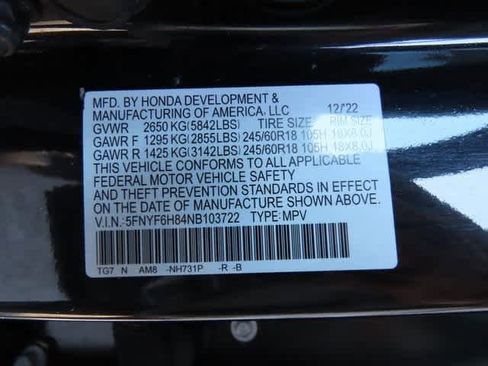 MFD. BY HONDA DEVELOPMENT &
MANUFACTURING OF AMERICA, LLC 12/22
GVWR 2650 KG(5842LBS) TIRE SIZE RIM SIZE
GAWR F 1295 KG(2855LBS) 245/60R18 105H 18X8.0J
GAWR R 1425 KG(3142LBS) 245/60R18 105H 18X8.0J
THIS VEHICLE CONFORMS TO ALL APPLICABLE
FEDERAL MOTOR VEHICLE SAFETY
AND THEFT PREVENTION STANDARDS IN EFFECT
ON THE DATE OF MANUFACTURE SHOWN ABOVE.
V.I.N.:5FNYF6H84NB103722 TYPE:MPV
TG7 N AM8 -NH731P -R -B